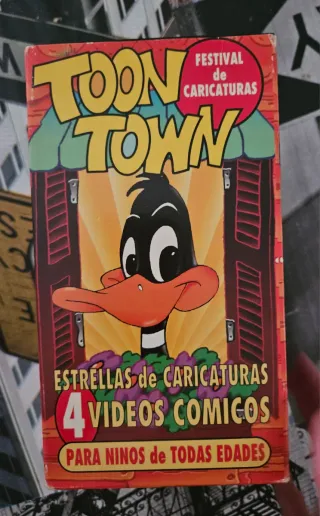 TOON
TOWN
FESTIVAL
de
CARICATURAS
ESTRELLAS de CARICATURAS
4 VIDEOS COMICOS
PARA NINOS de TODAS EDADES